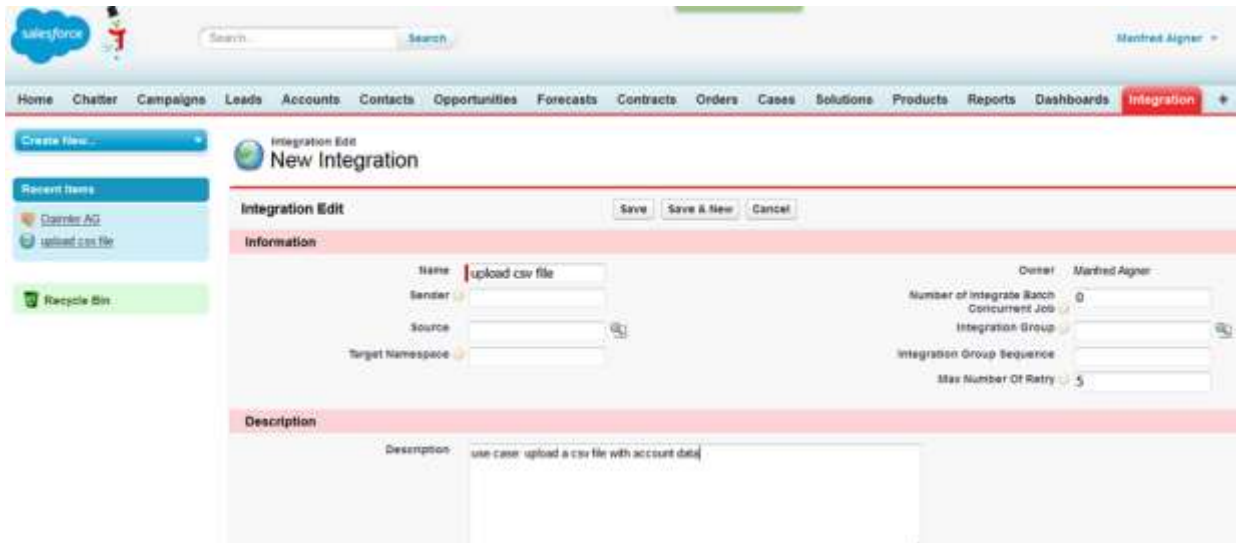 salesforce
Search...
Search
Manfred Aigner
Home Chatter Campaigns Leads Accounts Contacts Opportunities Forecasts Contracts Orders Cases Solutions Products Reports Dashboards Integration +
Create New...
Integration Edit
New Integration
Recent Items
Daimler AG
upload csv file
Recycle Bin
Integration Edit
Save
Save & New
Cancel
Information
Name upload csv file
Owner Manfred Aigner
Sender
Number of Integrate Batch Concurrent Job 0
Source
Integration Group
Target Namespace
Integration Group Sequence
Max Number Of Retry 5
Description
Description use case: upload a csv file with account data